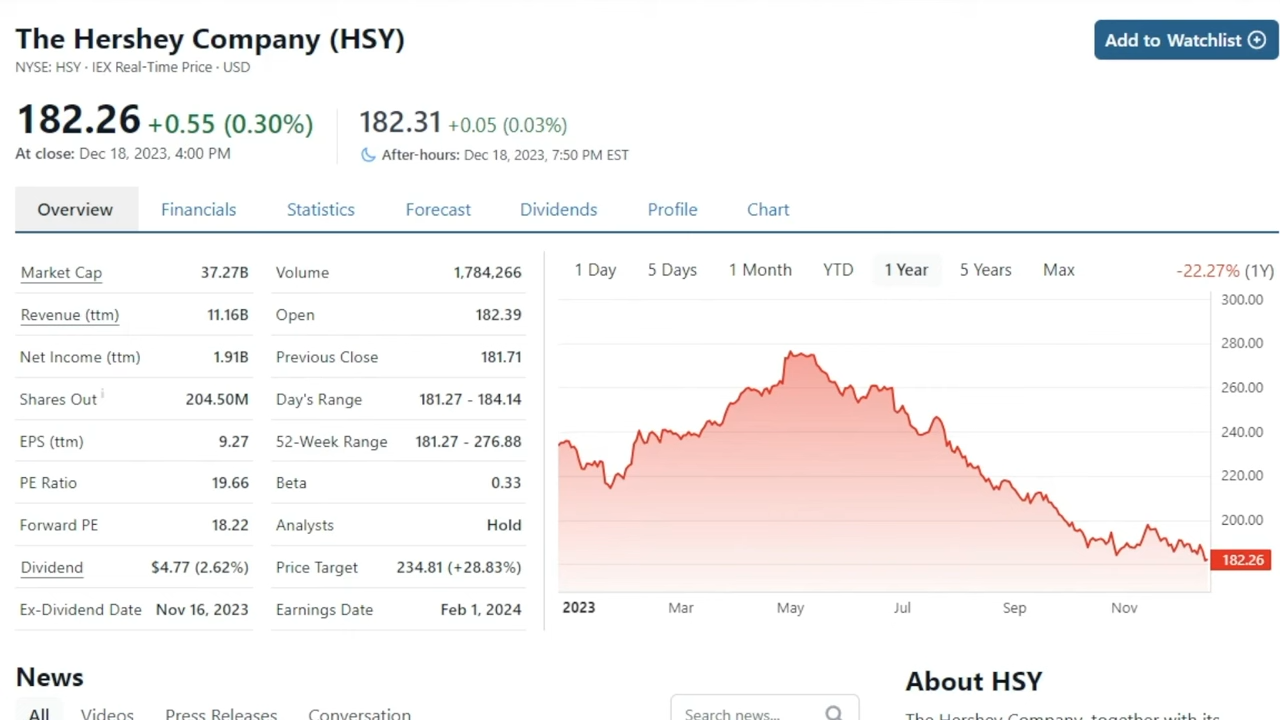 The Hershey Company (HSY)
NYSE: HSY · IEX Real-Time Price · USD
Add to Watchlist
182.26 +0.55 (0.30%)
At close: Dec 18, 2023, 4:00 PM
182.31 +0.05 (0.03%)
After-hours: Dec 18, 2023, 7:50 PM EST
Overview Financials Statistics Forecast Dividends Profile Chart
Market Cap 37.27B
Revenue (ttm) 11.16B
Net Income (ttm) 1.91B
Shares Out i 204.50M
EPS (ttm) 9.27
PE Ratio 19.66
Forward PE 18.22
Dividend $4.77 (2.62%)
Ex-Dividend Date Nov 16, 2023
Volume 1,784,266
Open 182.39
Previous Close 181.71
Day's Range 181.27 - 184.14
52-Week Range 181.27 - 276.88
Beta 0.33
Analysts Hold
Price Target 234.81 (+28.83%)
Earnings Date Feb 1, 2024
1 Day 5 Days 1 Month YTD 1 Year 5 Years Max -22.27% (1Y)
300.00
280.00
260.00
240.00
220.00
200.00
182.26
2023 Mar May Jul Sep Nov
News
All Videos Press Releases Conversation
Search news...
About HSY
The Hershey Company, together with its